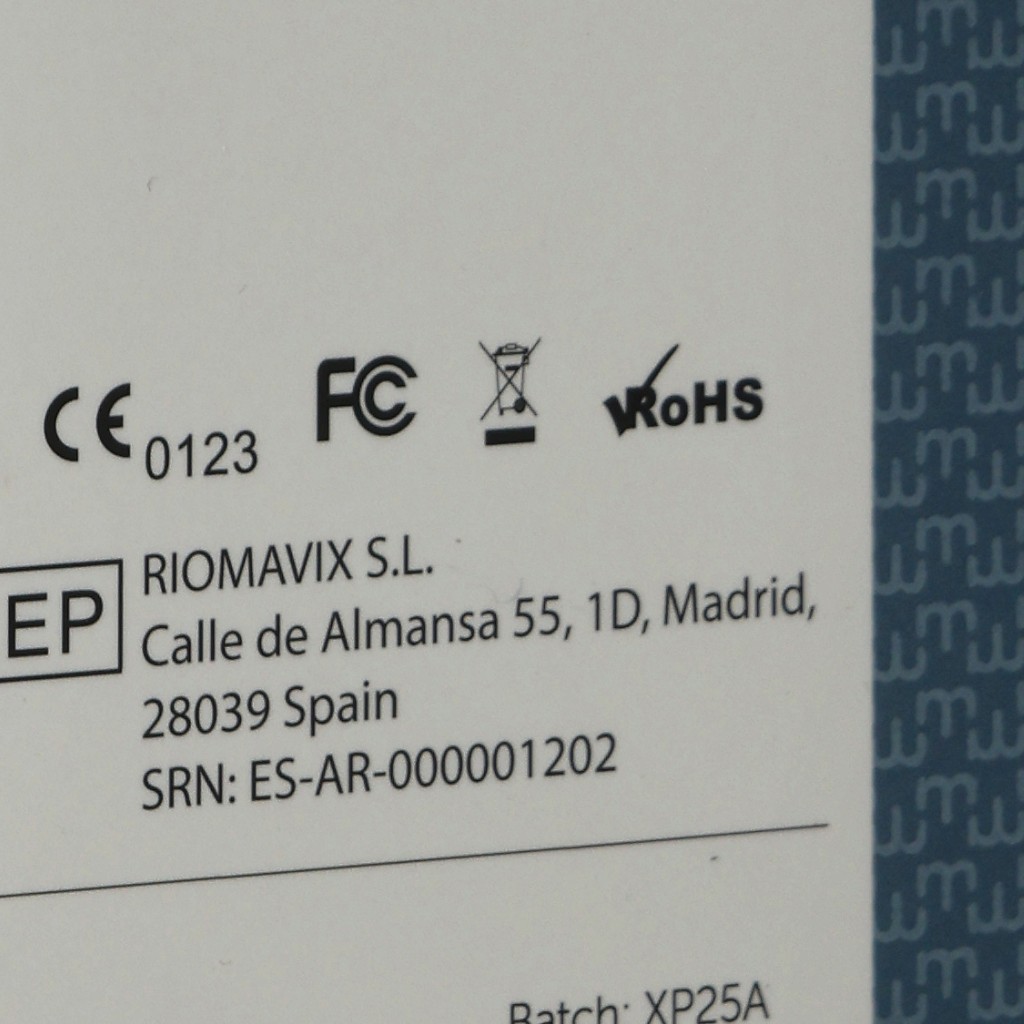 CE 0123 FC RoHS
EP
RIOMAVIX S.L.
Calle de Almansa 55, 1D, Madrid,
28039 Spain
SRN: ES-AR-000001202
Batch: XP25A